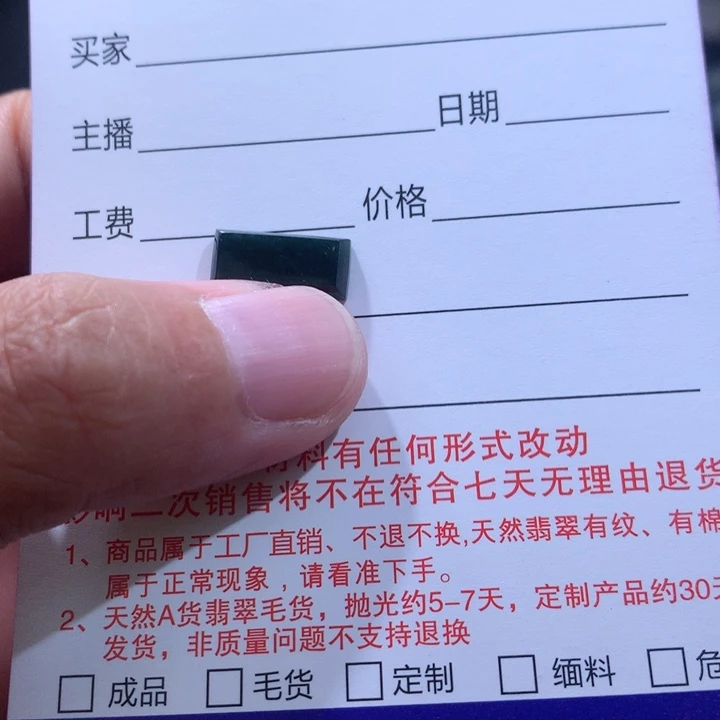 买家
主播 日期
工费 价格
料有任何形式改动
二次销售将不在符合七天无理由退货
1、商品属于工厂直销、不退不换,天然翡翠有纹、有棉
属于正常现象，请看准下手。
2、天然A货翡翠毛货，抛光约5-7天，定制产品约30天
发货，非质量问题不支持退换
□ 成品 □ 毛货 □ 定制 □ 缅料 □ 危